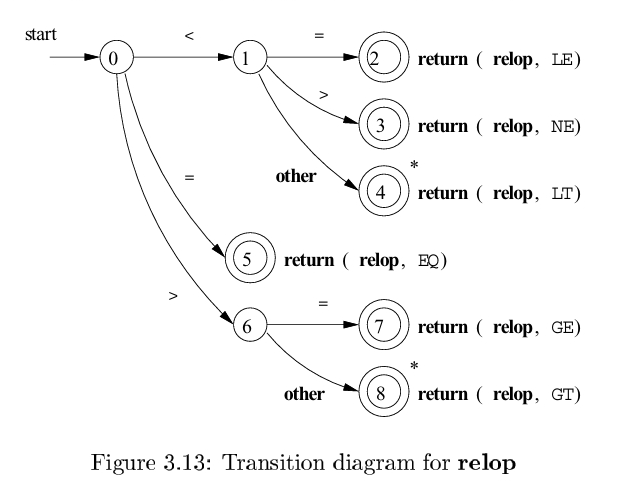 start
0
<
1
=
2
return ( relop, LE)
>
3
return ( relop, NE)
other
4
*
return ( relop, LT)
=
5
return ( relop, EQ)
>
6
=
7
return ( relop, GE)
other
8
*
return ( relop, GT)
Figure 3.13: Transition diagram for relop